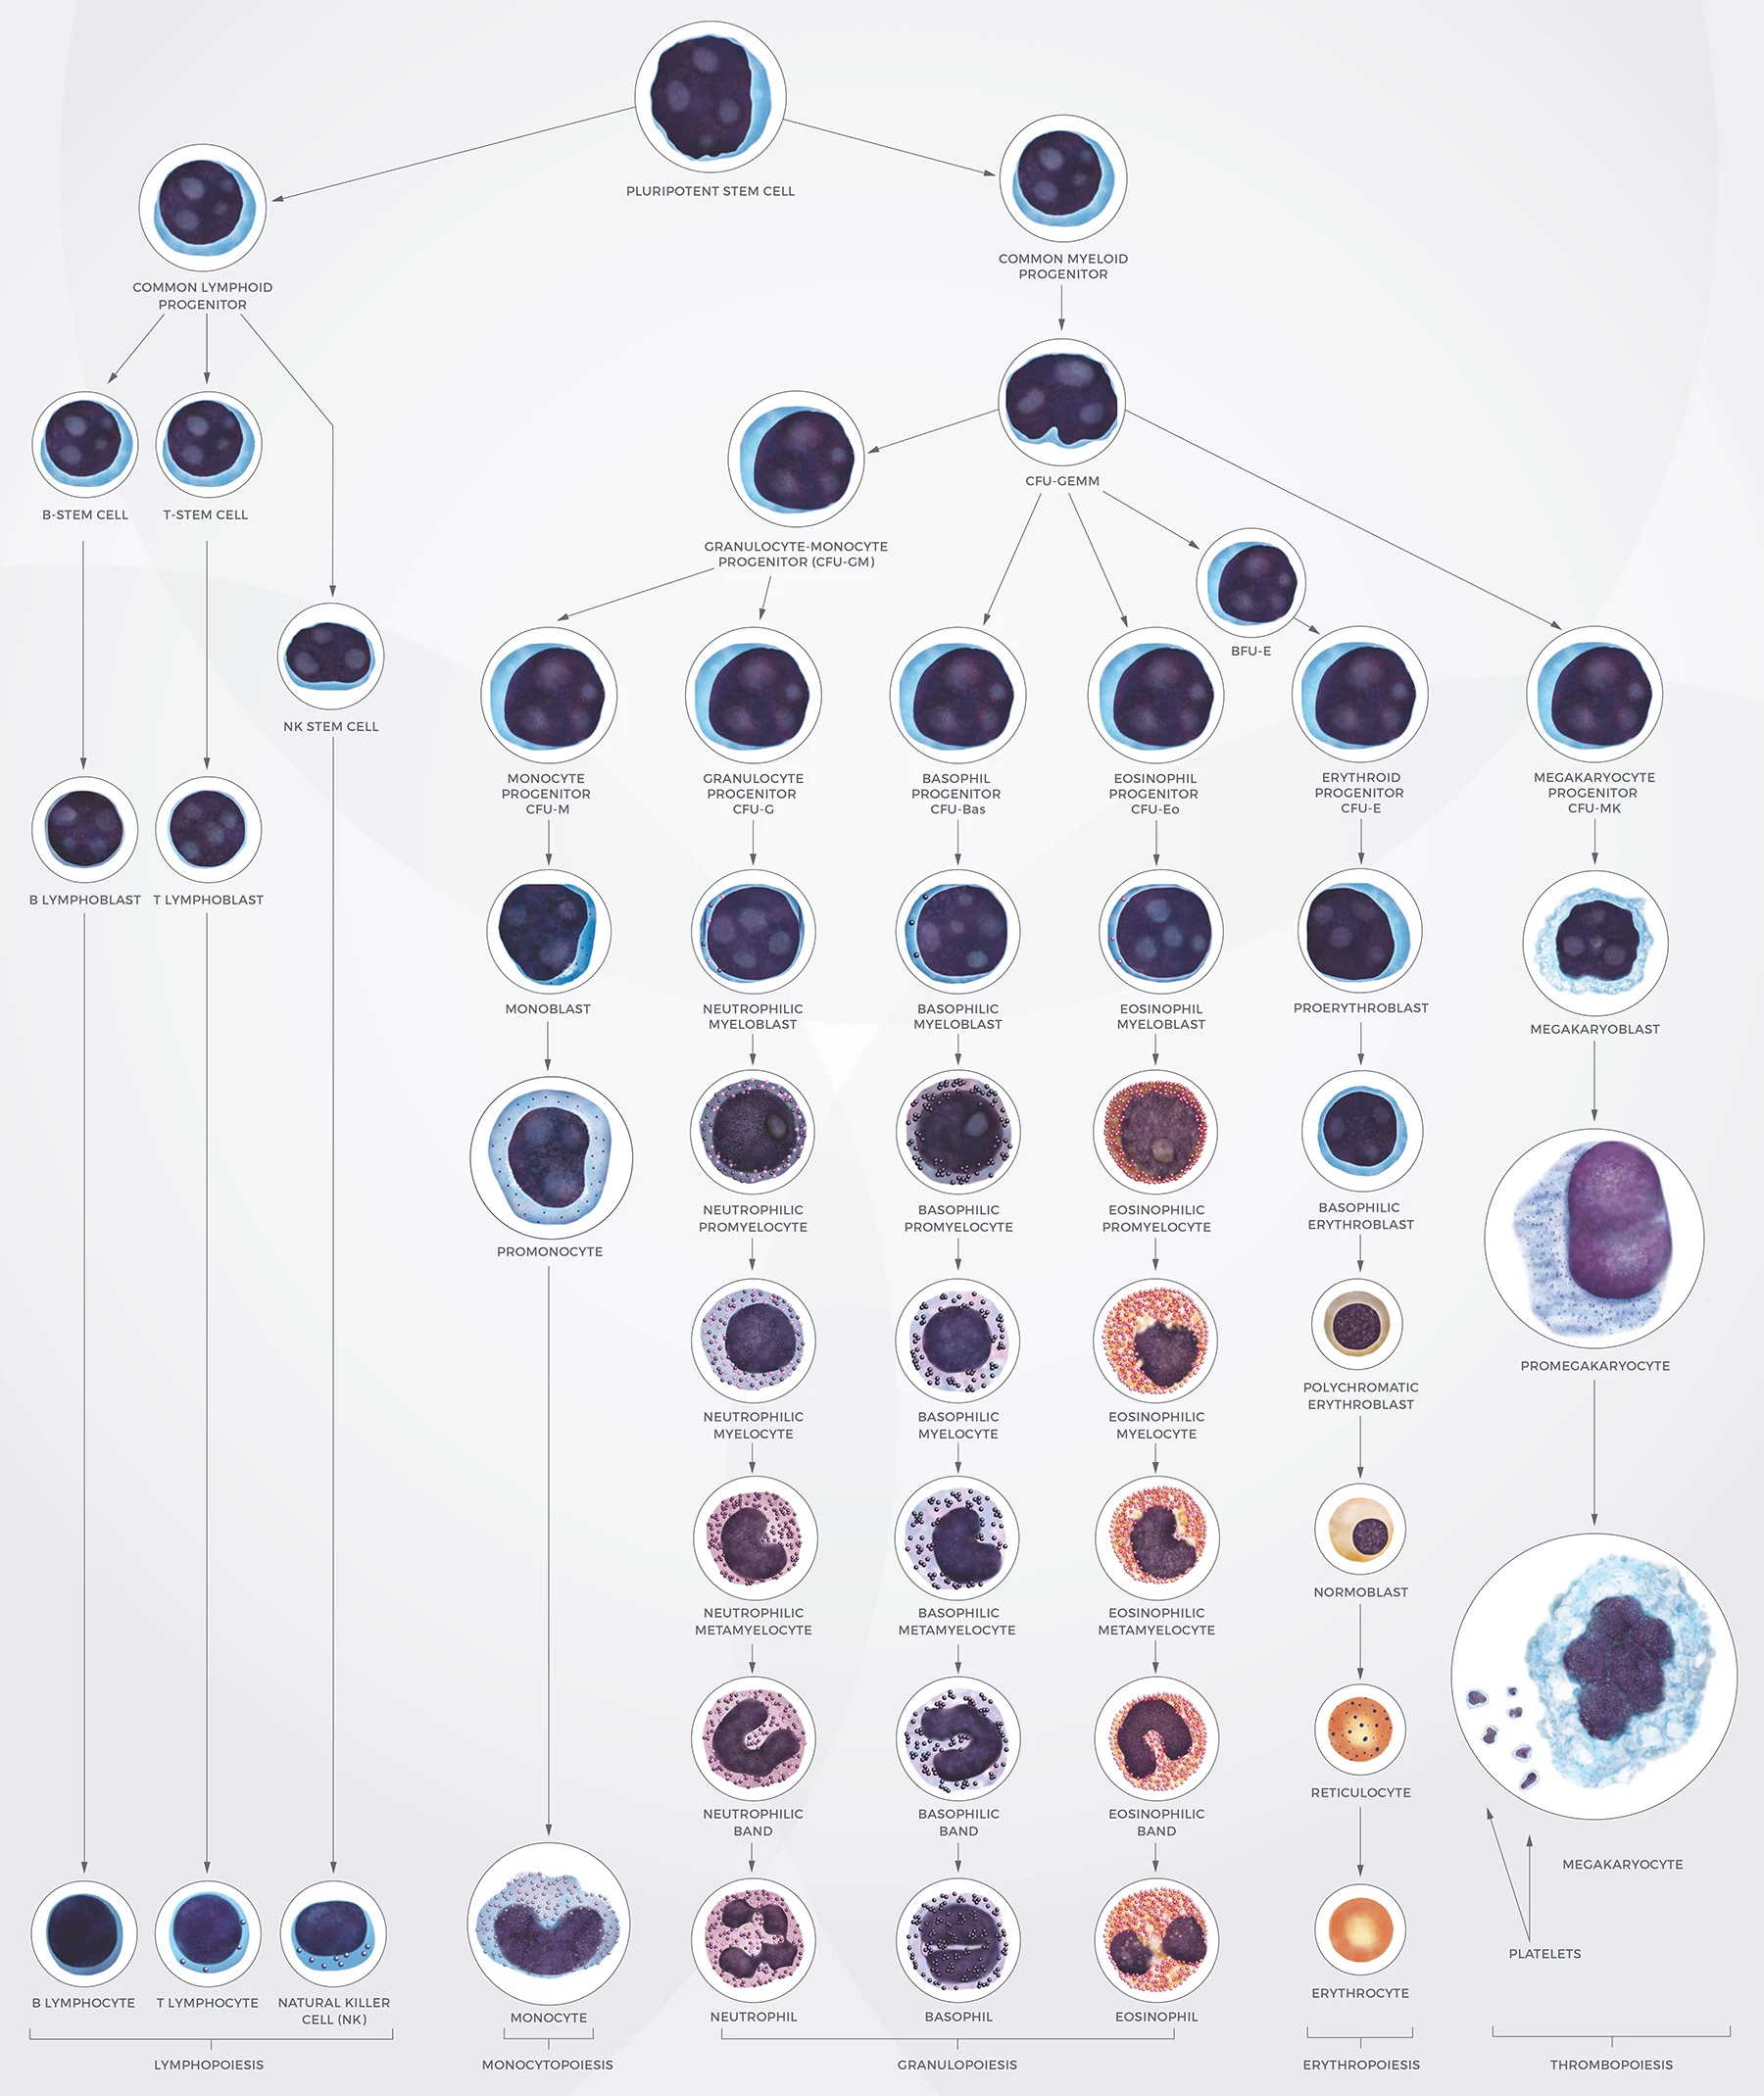 PLURIPOTENT STEM CELL
COMMON LYMPHOID
PROGENITOR
COMMON MYELOID
PROGENITOR
CFU-GEMM
B-STEM CELL
T-STEM CELL
GRANULOCYTE-MONOCYTE
PROGENITOR (CFU-GM)
BFU-E
NK STEM CELL
MONOCYTE
PROGENITOR
CFU-M
GRANULOCYTE
PROGENITOR
CFU-G
BASOPHIL
PROGENITOR
CFU-Bas
EOSINOPHIL
PROGENITOR
CFU-Eo
ERYTHROID
PROGENITOR
CFU-E
MEGAKARYOCYTE
PROGENITOR
CFU-MK
B LYMPHOBLAST
T LYMPHOBLAST
MONOBLAST
NEUTROPHILIC
MYELOBLAST
BASOPHILIC
MYELOBLAST
EOSINOPHIL
MYELOBLAST
PROERYTHROBLAST
MEGAKARYOBLAST
PROMONOCYTE
NEUTROPHILIC
PROMYELOCYTE
BASOPHILIC
PROMYELOCYTE
EOSINOPHILIC
PROMYELOCYTE
BASOPHILIC
ERYTHROBLAST
PROMEGAKARYOCYTE
NEUTROPHILIC
MYELOCYTE
BASOPHILIC
MYELOCYTE
EOSINOPHILIC
MYELOCYTE
POLYCHROMATIC
ERYTHROBLAST
NEUTROPHILIC
METAMYELOCYTE
BASOPHILIC
METAMYELOCYTE
EOSINOPHILIC
METAMYELOCYTE
NORMOBLAST
NEUTROPHILIC
BAND
BASOPHILIC
BAND
EOSINOPHILIC
BAND
RETICULOCYTE
MEGAKARYOCYTE
PLATELETS
B LYMPHOCYTE
T LYMPHOCYTE
NATURAL KILLER
CELL (NK)
MONOCYTE
NEUTROPHIL
BASOPHIL
EOSINOPHIL
ERYTHROCYTE
LYMPHOPOIESIS
MONOCYTOPOIESIS
GRANULOPOIESIS
ERYTHROPOIESIS
THROMBOPOIESIS